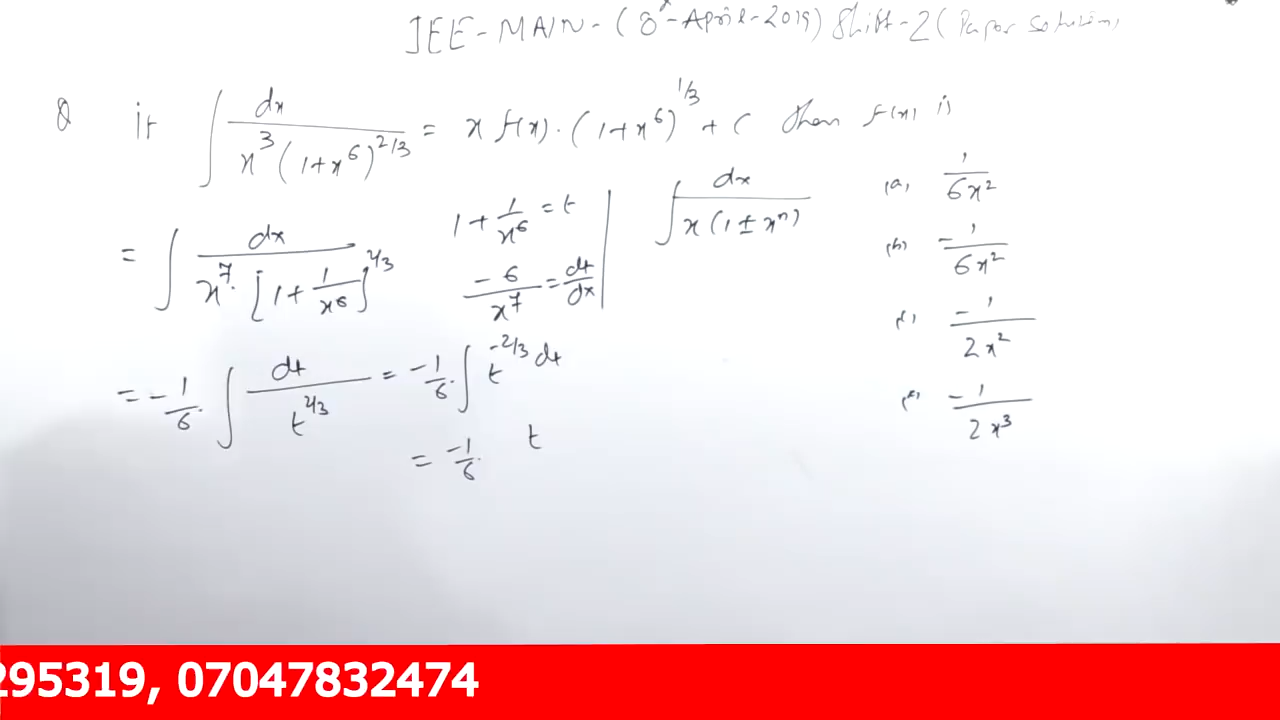 JEE-MAIN-(8-April-2019) Shift-2 (Paper solution)
Q if ∫ dx / x³(1+x⁶)^2/3 = x f(x)·(1+x⁶)^1/3 + C then f(x) is
(a) 1/6x²
= ∫ dx / x⁷·[1+1/x⁶]^2/3
1+1/x⁶ = t
∫ dx / x(1±xⁿ)
(b) -1/6x²
-6/x⁷ = dt/dx
-1/2x²
= -1/6 ∫ dt / t^2/3 = -1/6·∫ t^-2/3 dt
-1/2x³
= -1/6· t
295319, 07047832474